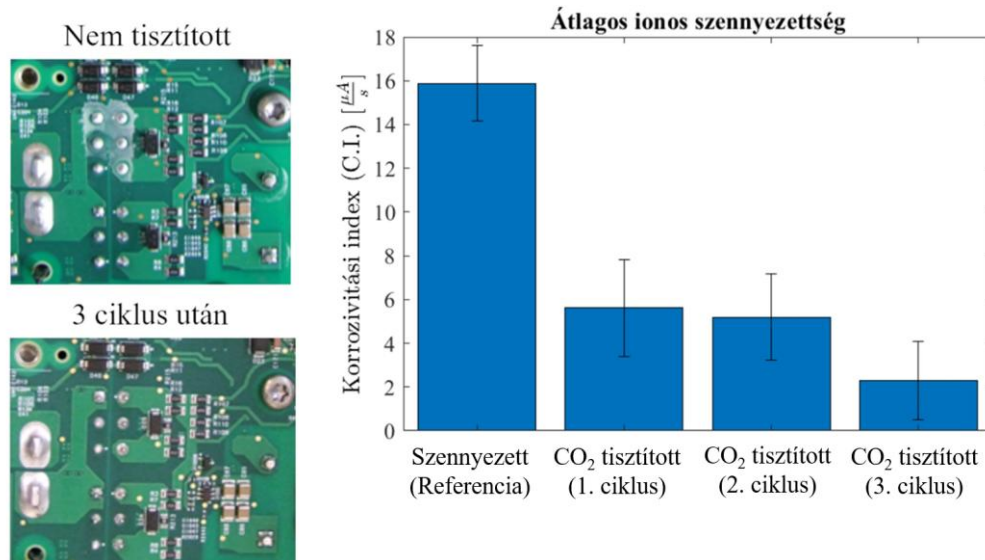 Nem tisztított
3 ciklus után
Átlagos ionos szennyezettség
Korrozivitási index (C.I.) [μA/s]
18
16
14
12
10
8
6
4
2
0
Szennyezett
(Referencia)
CO₂ tisztított
(1. ciklus)
CO₂ tisztított
(2. ciklus)
CO₂ tisztított
(3. ciklus)